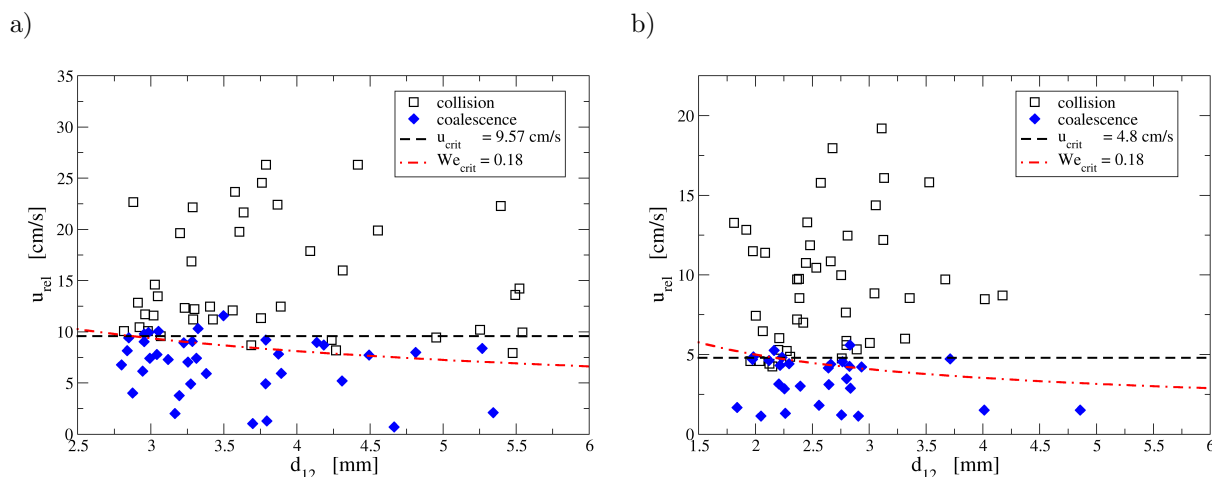 a)
b)
35
30
25
20
15
10
5
0
u_rel [cm/s]
2.5 3 3.5 4 4.5 5 5.5 6
d_12 [mm]
collision
coalescence
u_crit = 9.57 cm/s
We_crit = 0.18
20
15
10
5
0
u_rel [cm/s]
1.5 2 2.5 3 3.5 4 4.5 5 5.5 6
d_12 [mm]
collision
coalescence
u_crit = 4.8 cm/s
We_crit = 0.18